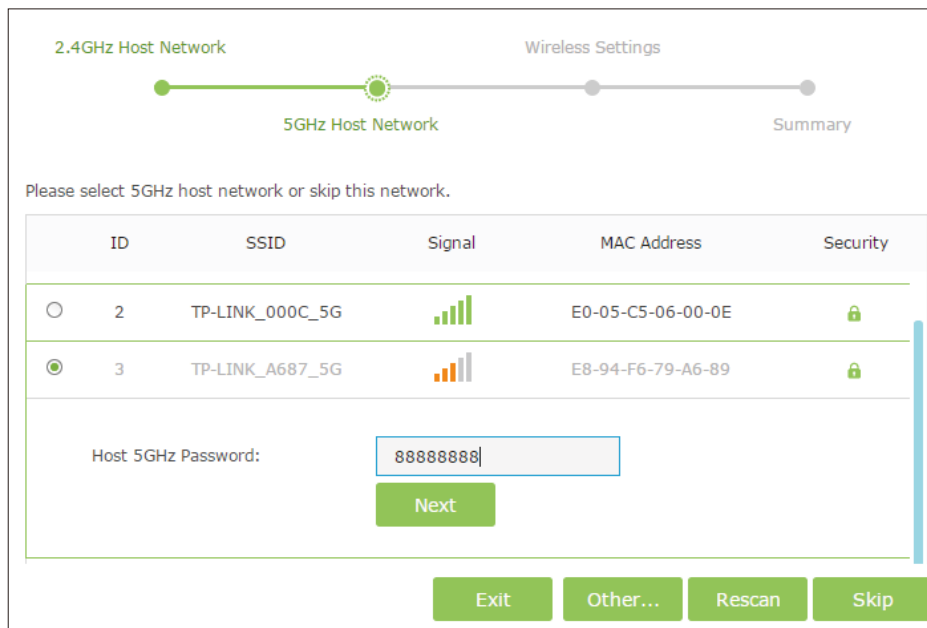 2.4GHz Host Network Wireless Settings
5GHz Host Network Summary
Please select 5GHz host network or skip this network.
ID SSID Signal MAC Address Security
2 TP-LINK_000C_5G E0-05-C5-06-00-0E
3 TP-LINK_A687_5G E8-94-F6-79-A6-89
Host 5GHz Password: 88888888
Next
Exit Other... Rescan Skip